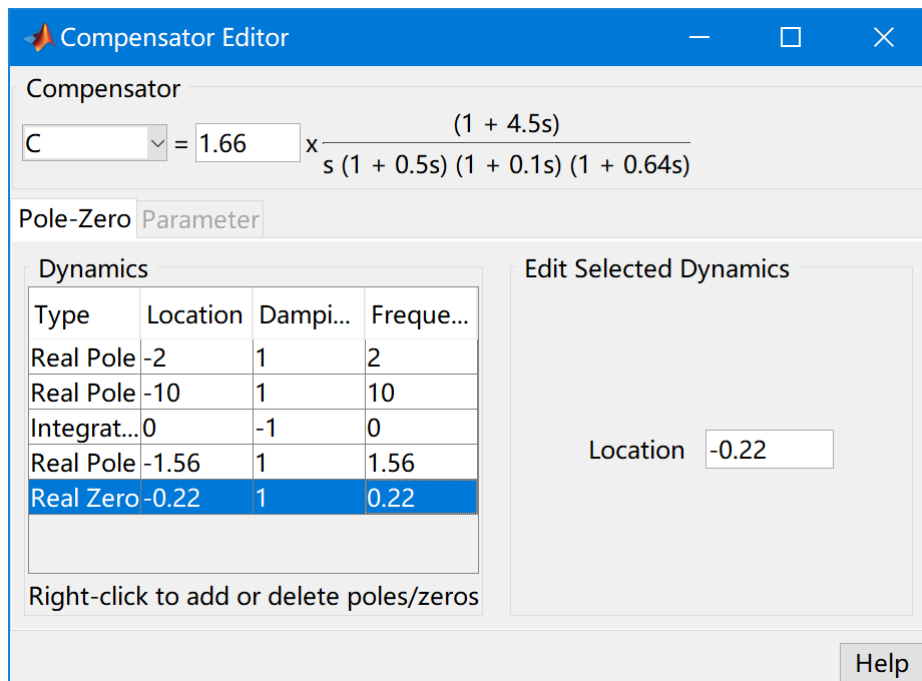 Compensator Editor
Compensator
C = 1.66 x (1 + 4.5s)
s (1 + 0.5s) (1 + 0.1s) (1 + 0.64s)
Pole-Zero Parameter
Dynamics
Type Location Dampi... Freque...
Real Pole -2 1 2
Real Pole -10 1 10
Integrat... 0 -1 0
Real Pole -1.56 1 1.56
Real Zero -0.22 1 0.22
Right-click to add or delete poles/zeros
Edit Selected Dynamics
Location -0.22
Help